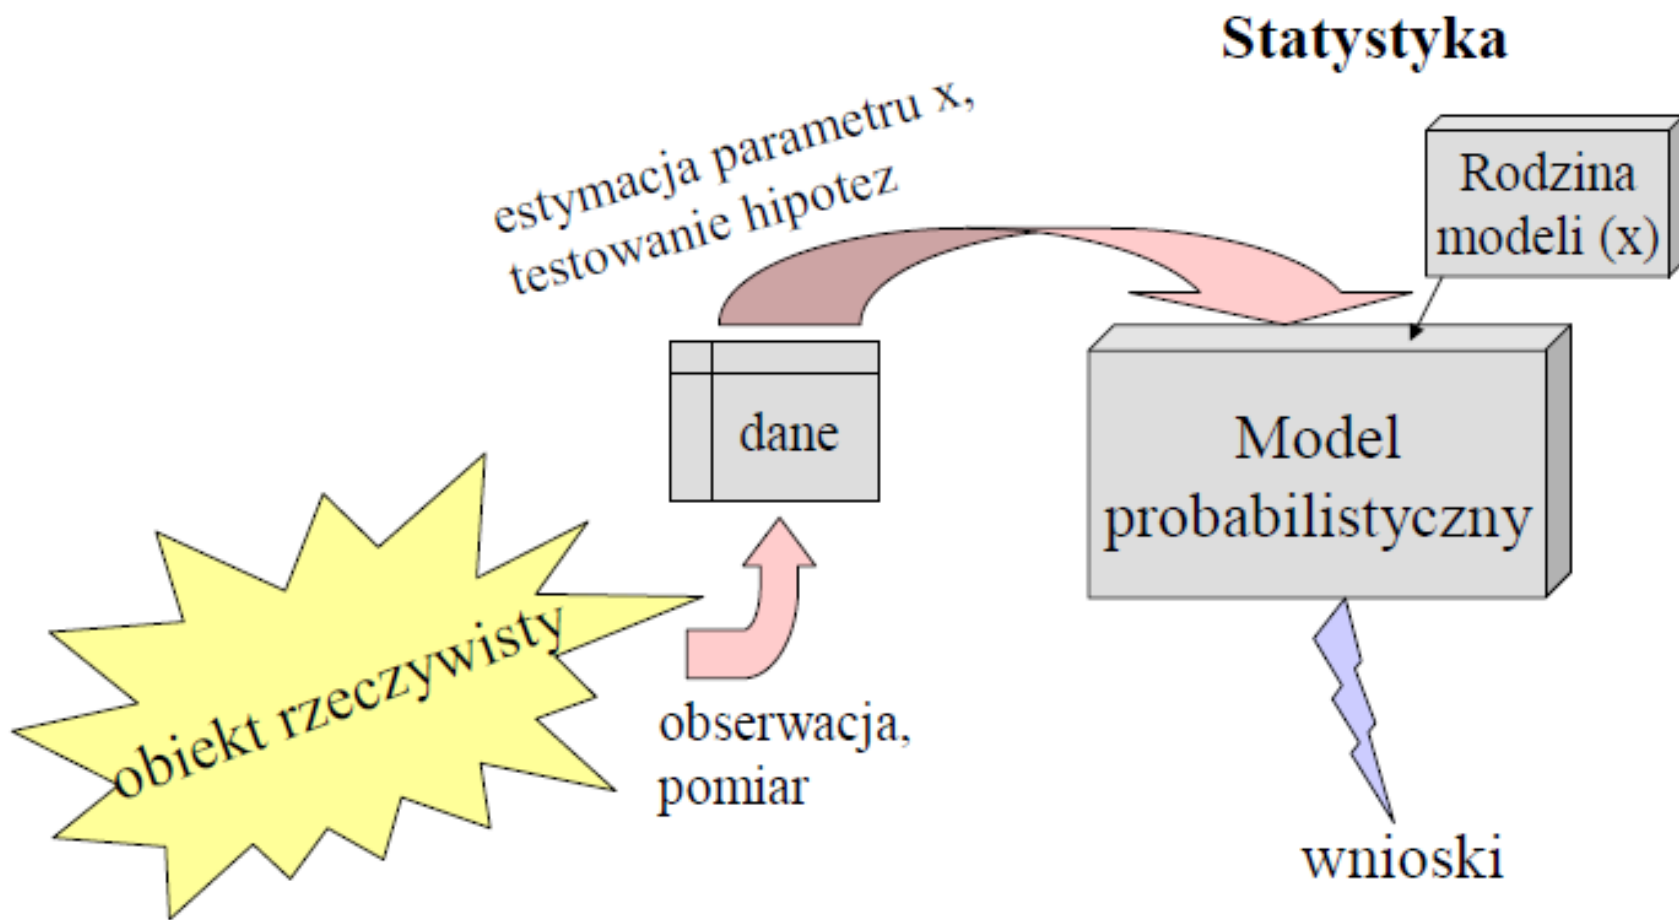 Statystyka
estymacja parametru x,
testowanie hipotez
Rodzina
modeli (x)
dane
Model
probabilistyczny
obiekt rzeczywisty
obserwacja,
pomiar
wnioski